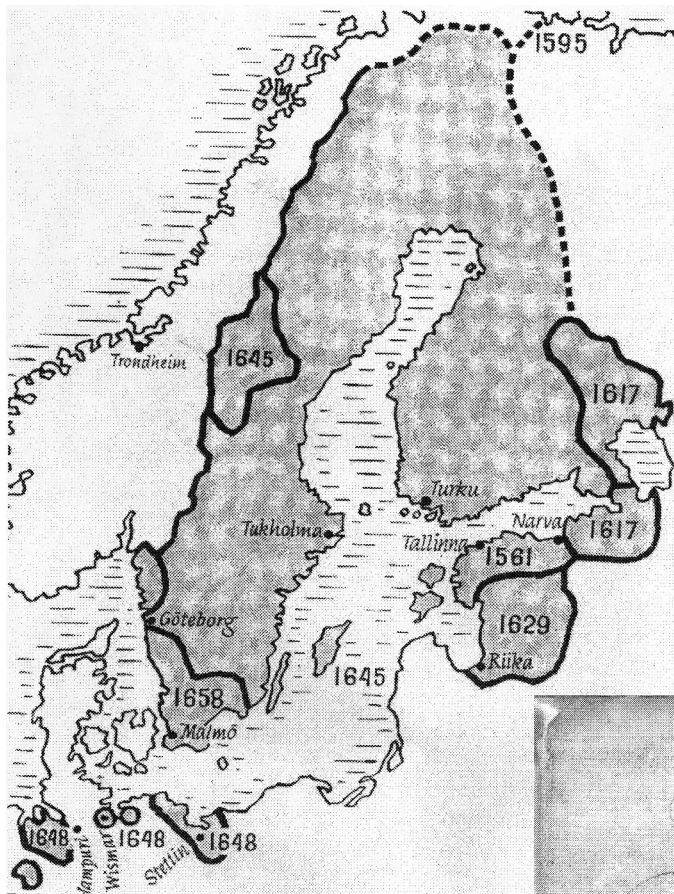 1595
Trondheim
1645
1617
Turku
Tukholma
Tallinna
Narva
1617
1561
Göteborg
1629
Riika
1645
1658
Malmö
1648
Hampuri
Wismar
1648
Stettin
1648